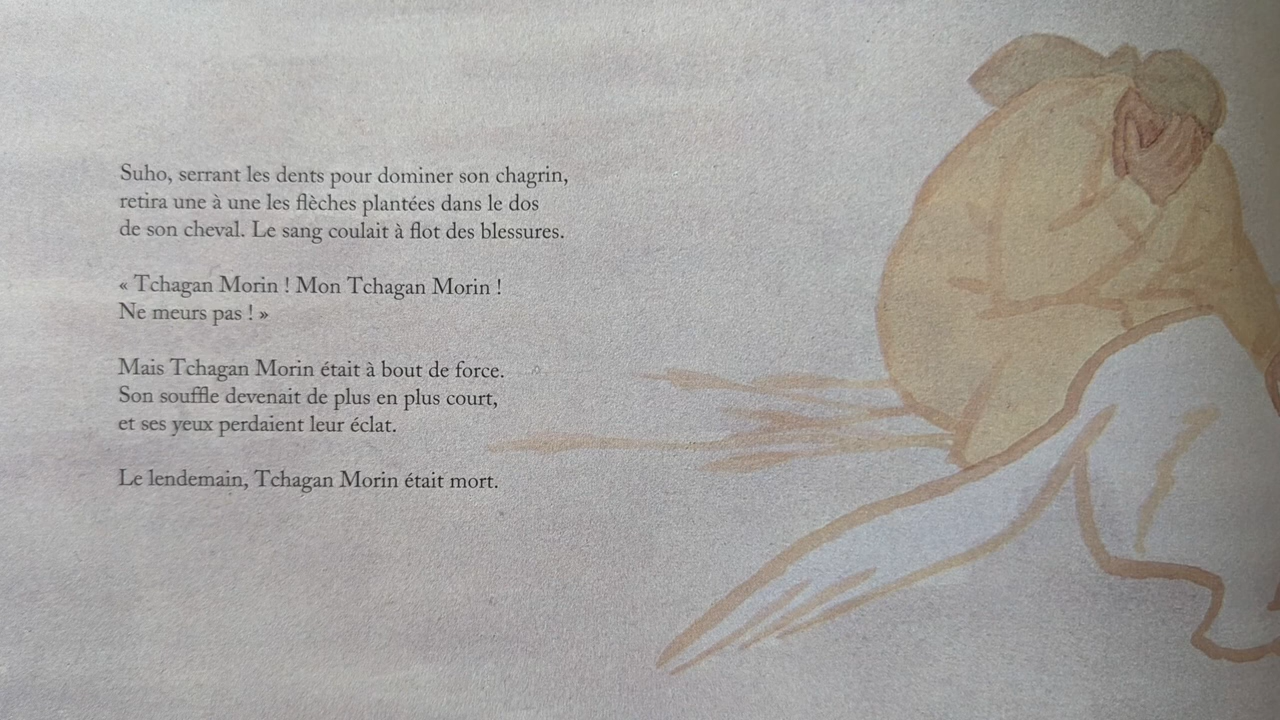 Suho, serrant les dents pour dominer son chagrin,
retira une à une les flèches plantées dans le dos
de son cheval. Le sang coulait à flot des blessures.
« Tchagan Morin ! Mon Tchagan Morin !
Ne meurs pas ! »
Mais Tchagan Morin était à bout de force.
Son souffle devenait de plus en plus court,
et ses yeux perdaient leur éclat.
Le lendemain, Tchagan Morin était mort.